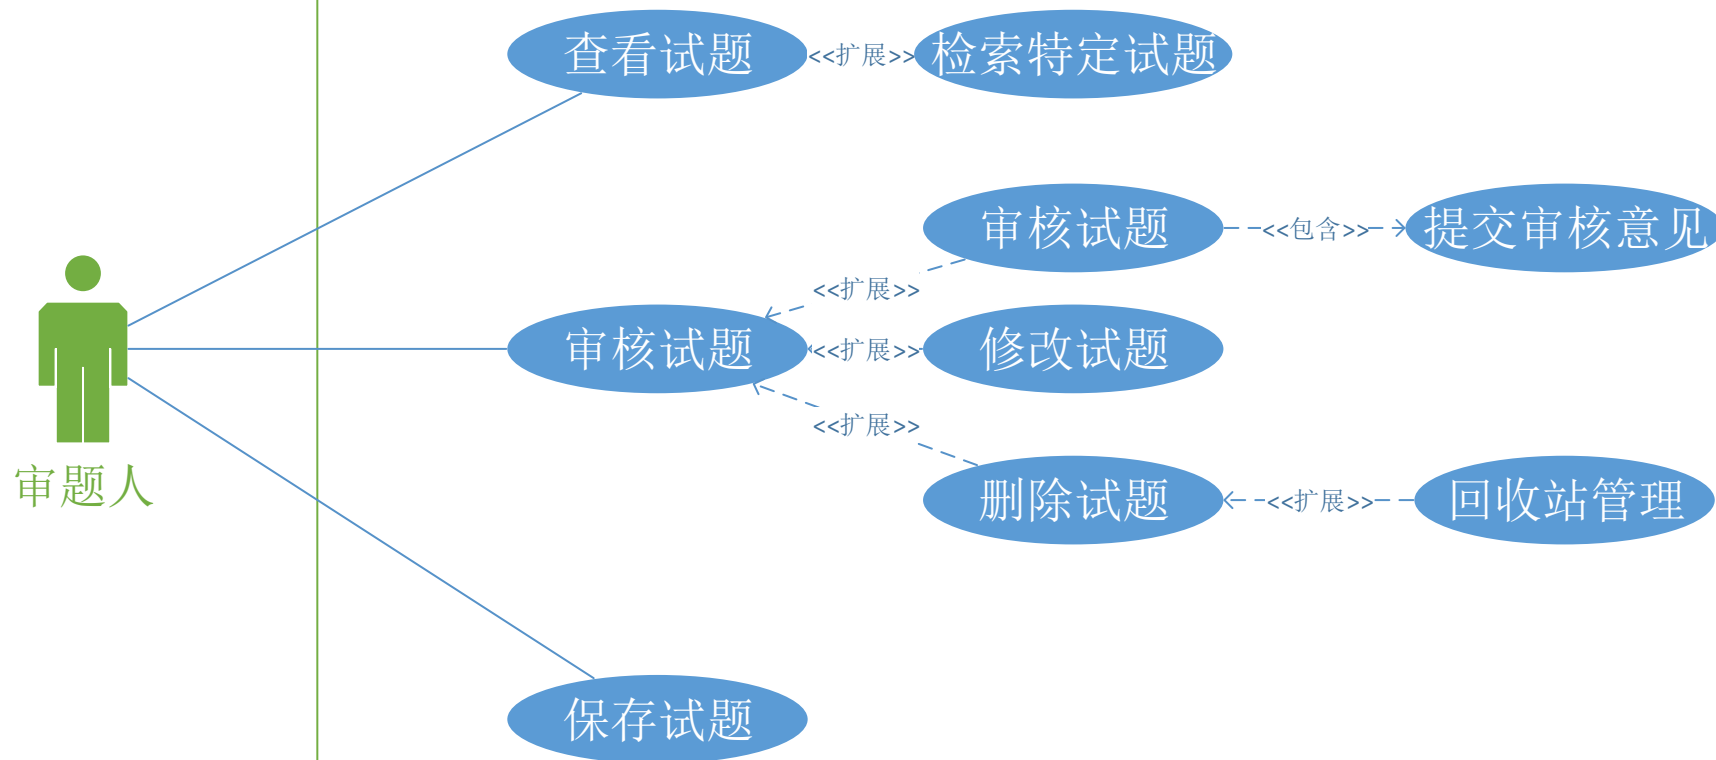 查看试题
<<扩展>>
检索特定试题
审核试题
<<包含>>
提交审核意见
<<扩展>>
审核试题
<<扩展>>
修改试题
<<扩展>>
审题人
删除试题
<<扩展>>
回收站管理
保存试题